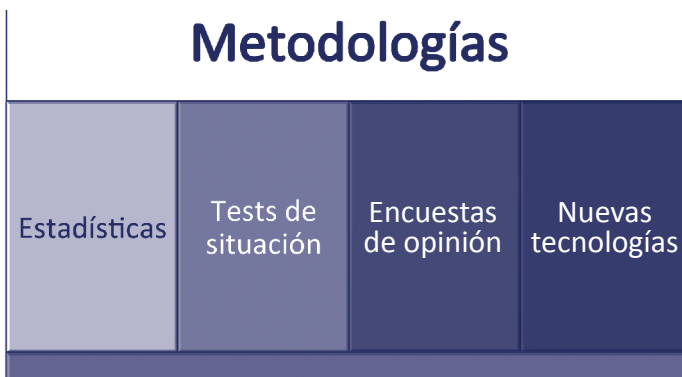 Metodologías
Estadísticas
Tests de
situación
Encuestas
de opinión
Nuevas
tecnologías